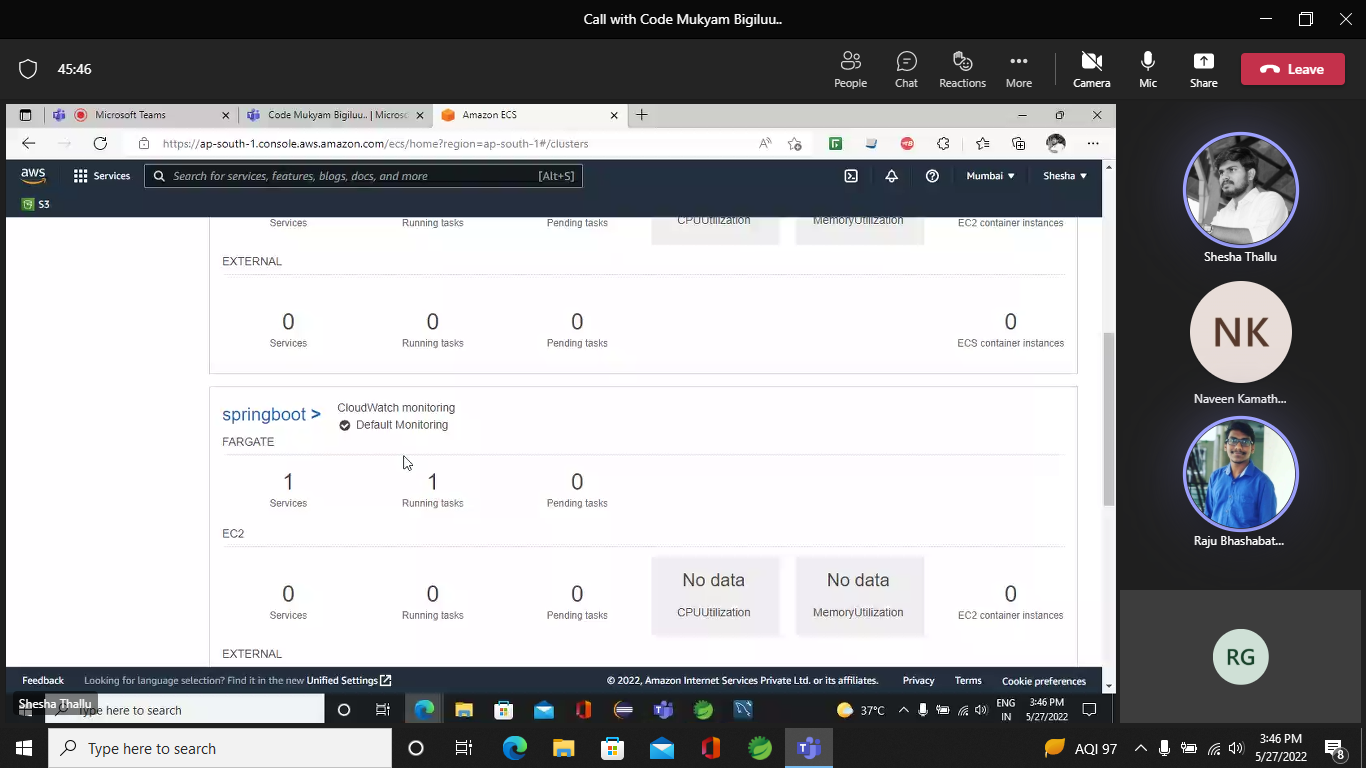 Call with Code Mukyam Bigiluu..
45:46
People
Chat
Reactions
More
Camera
Mic
Share
Leave
Microsoft Teams
Code Mukyam Bigiluu.. | Micros
Amazon ECS
https://ap-south-1.console.aws.amazon.com/ecs/home?region=ap-south-1#/clusters
aws
Services
Search for services, features, blogs, docs, and more
[Alt+S]
Mumbai
Shesha
S3
Services
Running tasks
Pending tasks
CPUUtilization
MemoryUtilization
EC2 container instances
EXTERNAL
0
0
0
0
Services
Running tasks
Pending tasks
ECS container instances
springboot >
CloudWatch monitoring
Default Monitoring
FARGATE
1
1
0
Services
Running tasks
Pending tasks
EC2
0
0
0
No data
No data
0
Services
Running tasks
Pending tasks
CPUUtilization
MemoryUtilization
EC2 container instances
EXTERNAL
Feedback
Looking for language selection? Find it in the new Unified Settings
© 2022, Amazon Internet Services Private Ltd. or its affiliates.
Privacy
Terms
Cookie preferences
Shesha Thallu
Type here to search
37°C
ENG
IN
3:46 PM
5/27/2022
Shesha Thallu
NK
Naveen Kamath...
Raju Bhashabat...
RG
Type here to search
AQI 97
3:46 PM
5/27/2022
8